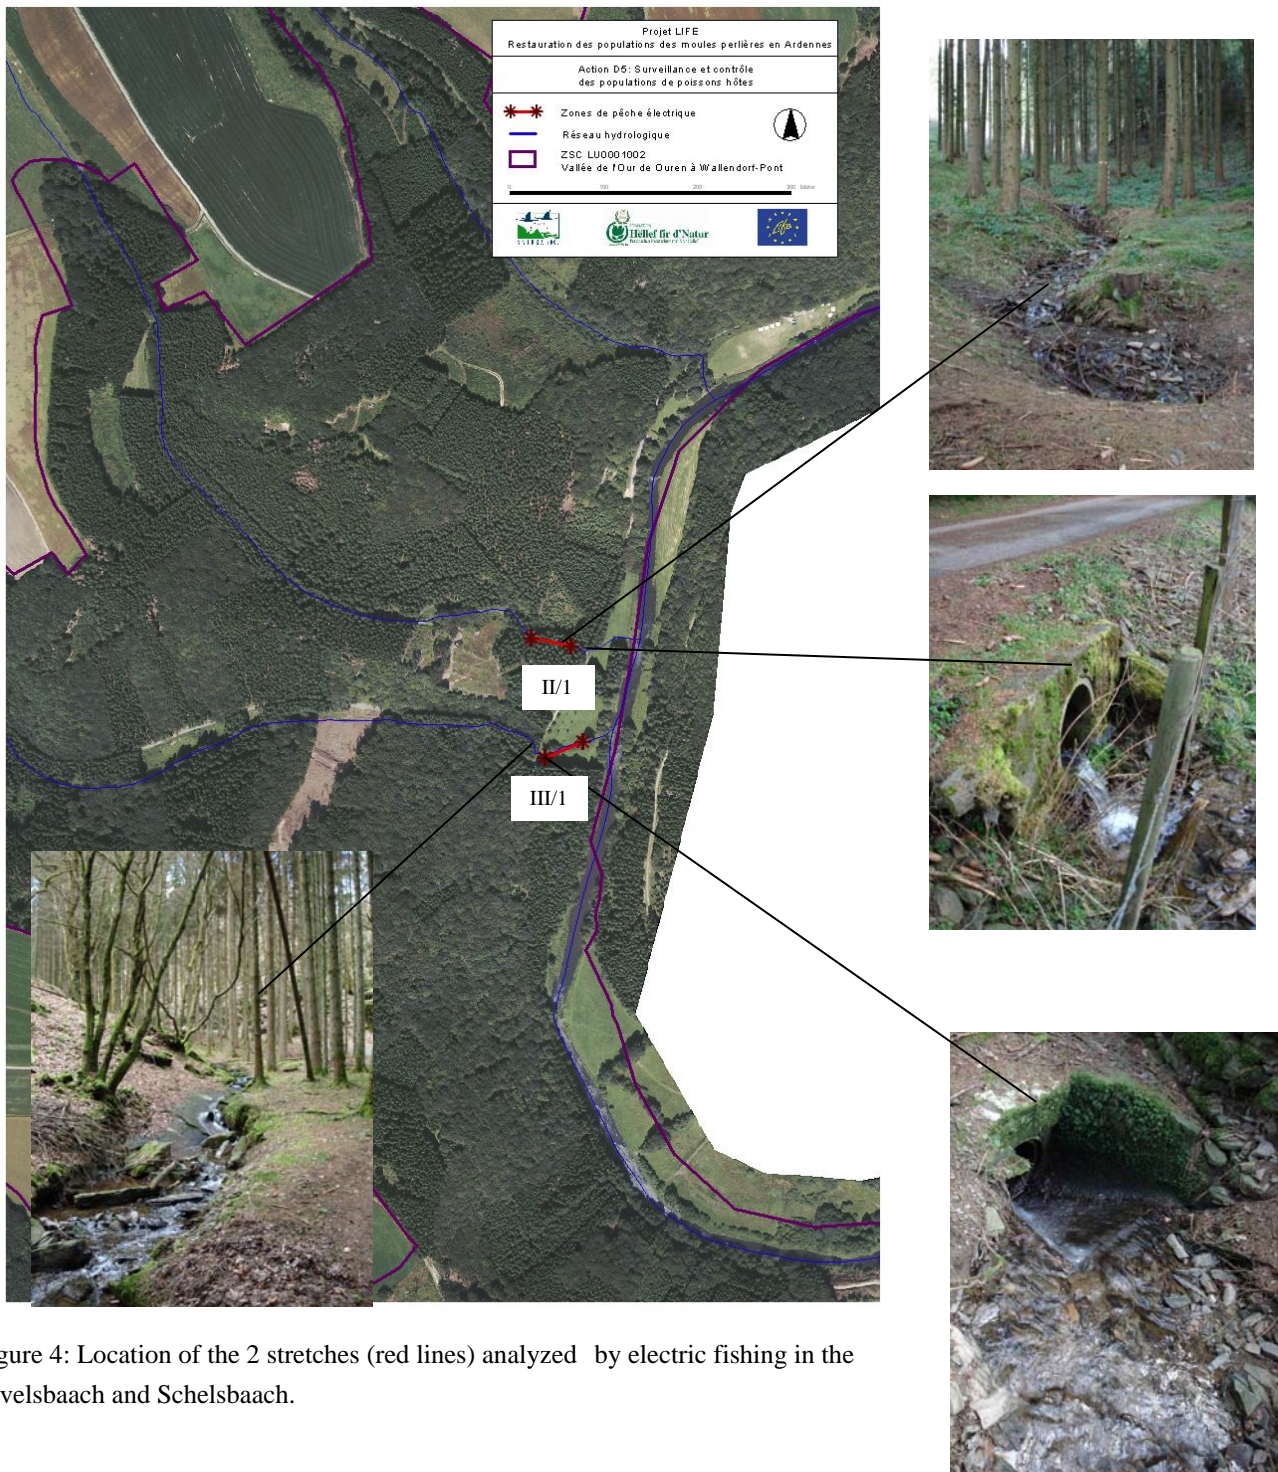 Projet LIFE
Restauration des populations des moules perlières en Ardennes
Action D5: Surveillance et contrôle
des populations de poissons hôtes
Zones de pêche électrique
Réseau hydrologique
ZSC LU0001002
Vallée de l'Our de Ouren à Wallendorf-Pont
0 100 200 300 Meter
Hëllef fir d'Natur
Life
II/1
III/1
gure 4: Location of the 2 stretches (red lines) analyzed by electric fishing in the
velsbaach and Schelsbaach.